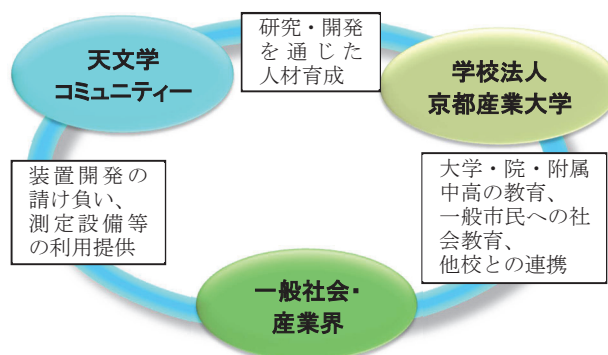 天文学
コミュニティー
研究・開発
を通じた
人材育成
学校法人
京都産業大学
装置開発の
請け負い、
測定設備等
の利用提供
大学・院・附属
中高の教育、
一般市民への社
会教育、
他校との連携
一般社会・
産業界